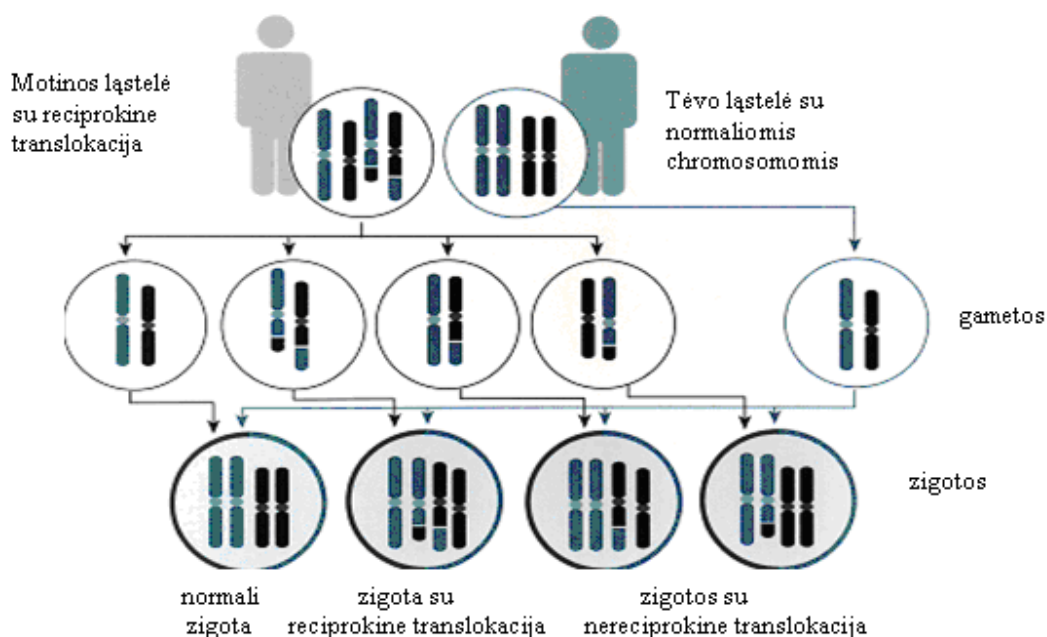 Motinos ląstelė
su reciprokine
translokacija
Tėvo ląstelė su
normaliomis
chromosomomis
gametos
zigotos
normali
zigota
zigota su
reciprokine translokacija
zigotos su
nereciprokine translokacija